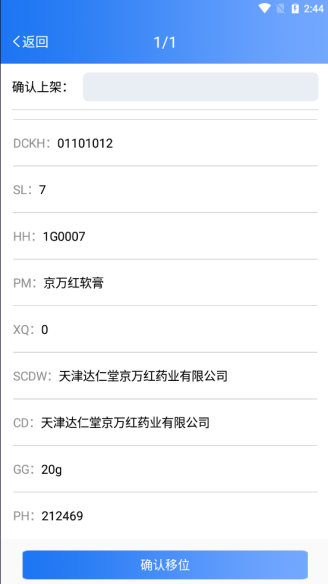 2:44
返回
1/1
确认上架：
DCKH：01101012
SL：7
HH：1G0007
PM：京万红软膏
XQ：0
SCDW：天津达仁堂京万红药业有限公司
CD：天津达仁堂京万红药业有限公司
GG：20g
PH：212469
确认移位